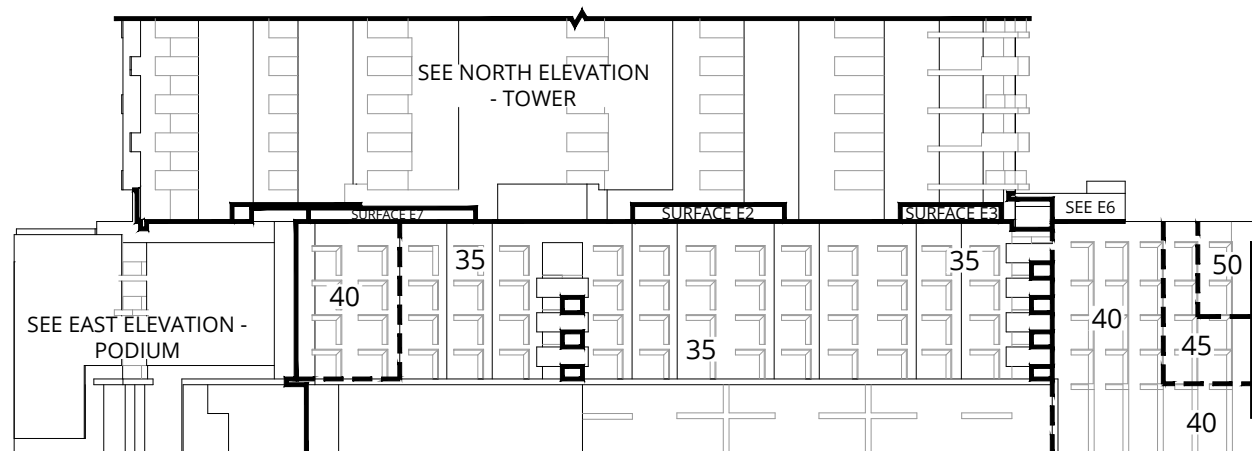 SEE NORTH ELEVATION
- TOWER
SURFACE E7
SURFACE E2
SURFACE E3
SEE E6
35
35
50
40
SEE EAST ELEVATION -
PODIUM
40
35
45
40